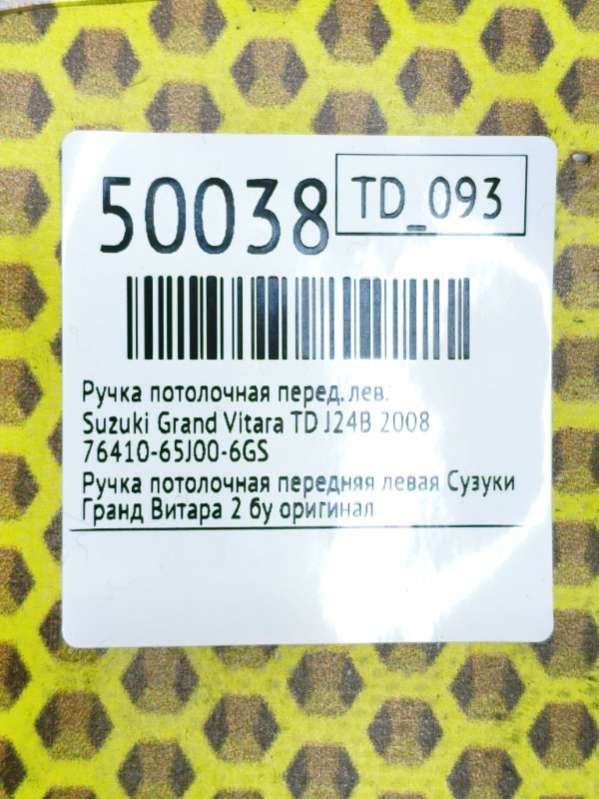 50038
TD_093
Ручка потолочная перед. лев.
Suzuki Grand Vitara TD J24B 2008
76410-65J00-6GS
Ручка потолочная передняя левая Сузуки
Гранд Витара 2 бу оригинал